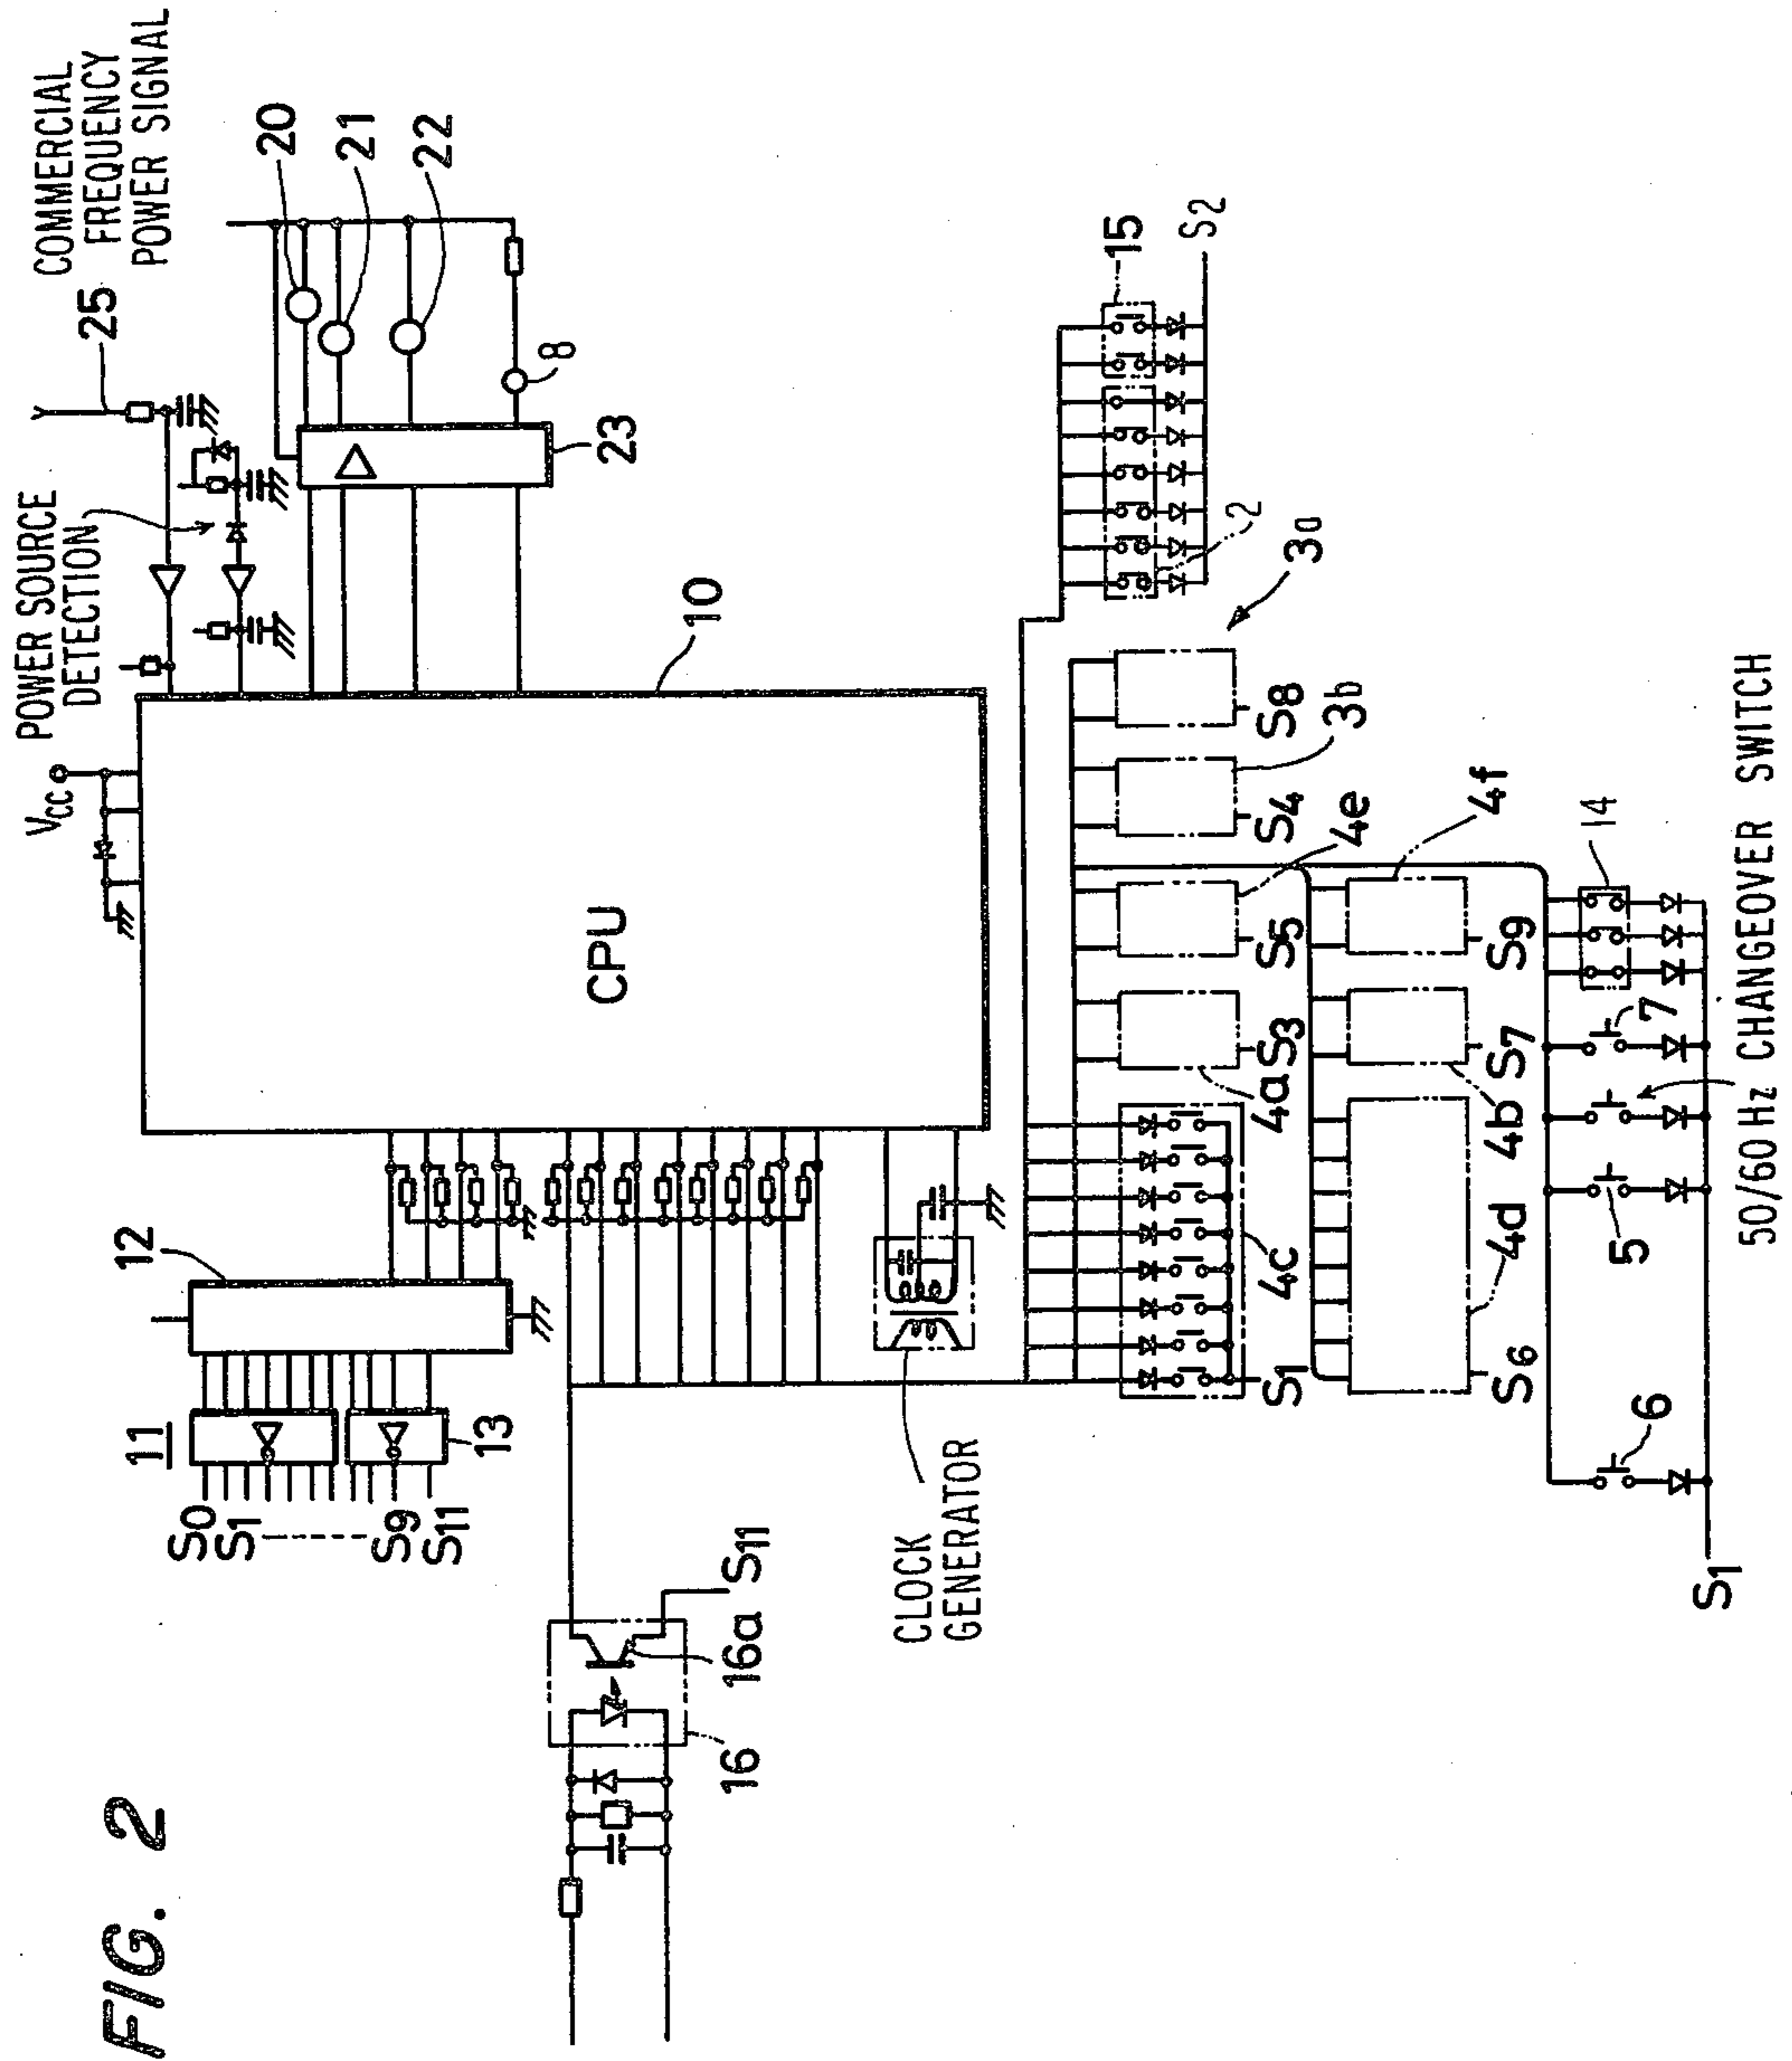 FIG. 2
COMMERCIAL
FREQUENCY
POWER SIGNAL
25
POWER SOURCE
DETECTION
VCC
20
21
22
8
23
10
CPU
12
11
13
S0
S1
S9
S11
16a
S11
16
CLOCK
GENERATOR
15
S2
2
3a
S8
3b
S4
4e
S5
4a
S3
4c
S1
4f
S9
4b
S7
4d
S6
14
7
5
6
S1
50/60Hz CHANGEOVER SWITCH